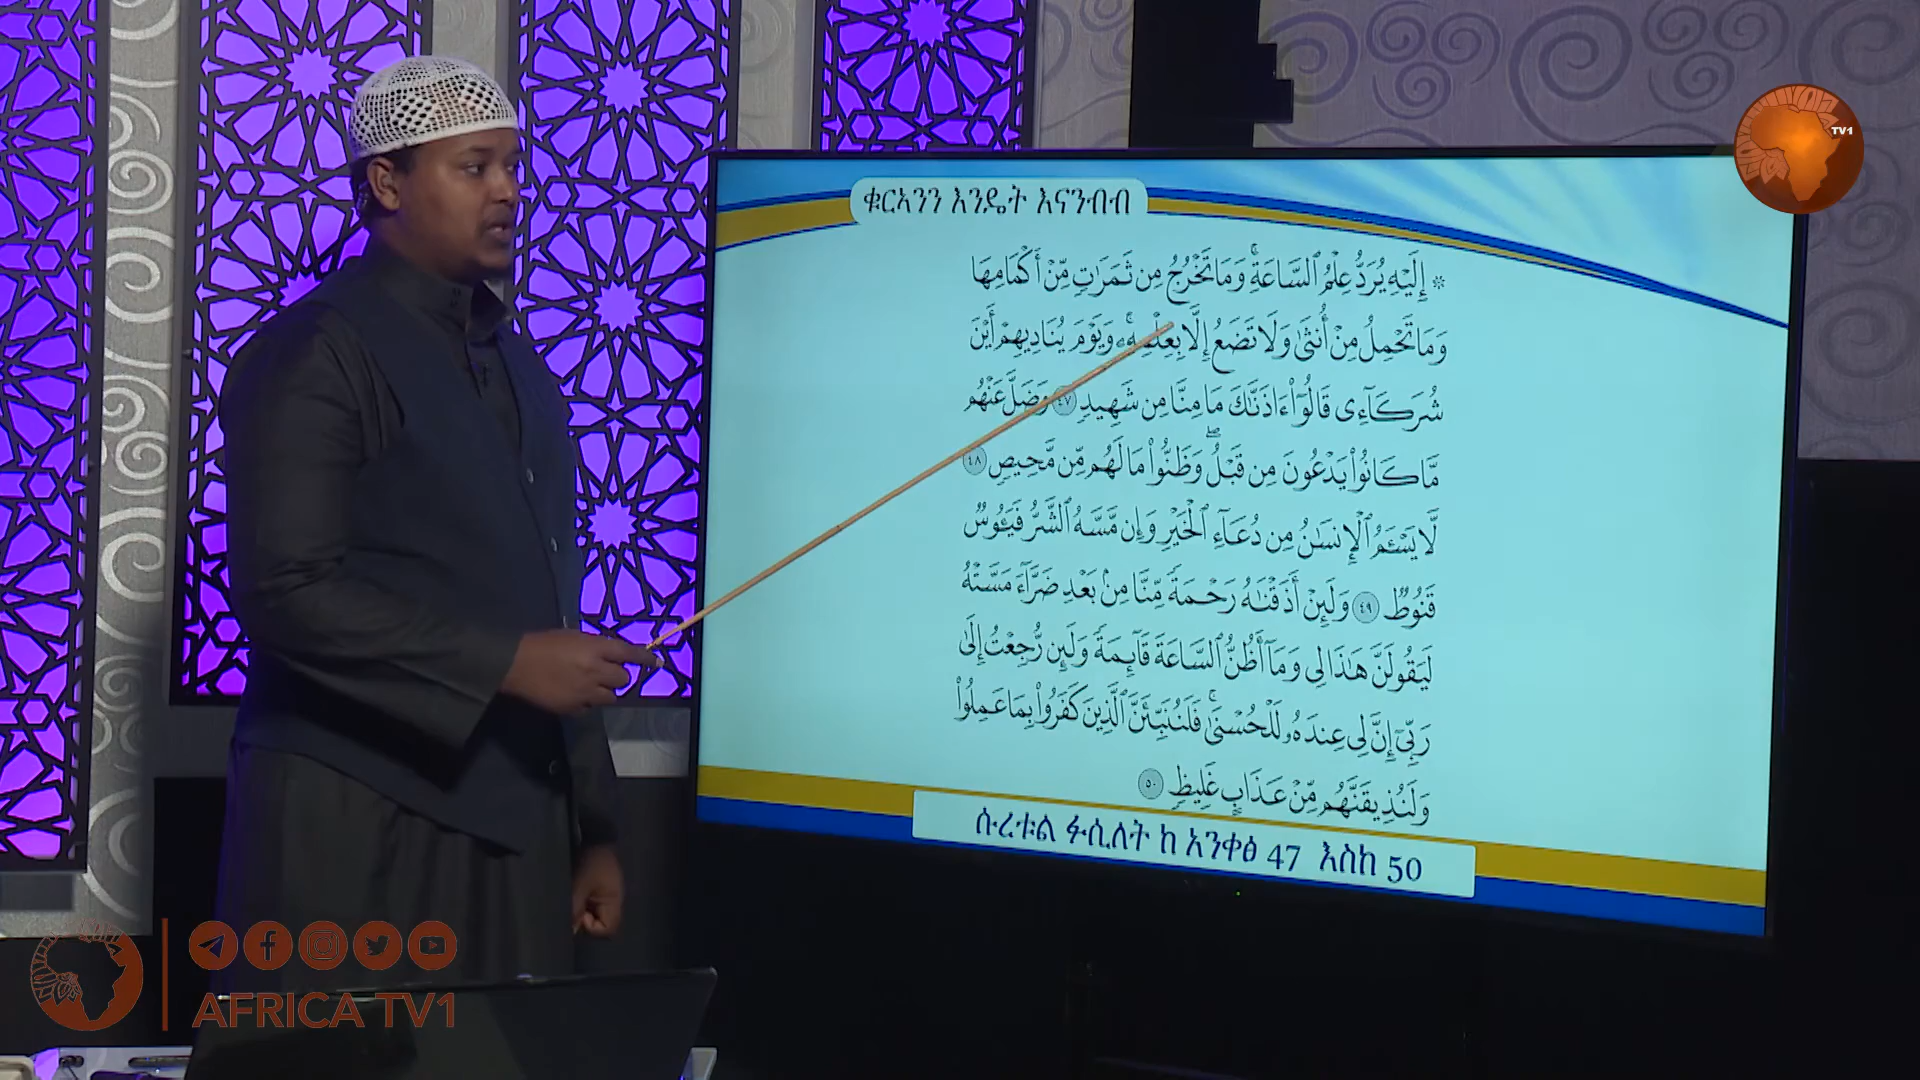 TV1
ቁርኣንን እንዴት እናንብብ
۞ إِلَيْهِ يُرَدُّ عِلْمُ ٱلسَّاعَةِۚ وَمَا تَخْرُجُ مِن ثَمَرَٰتٍ مِّنْ أَكْمَامِهَا
وَمَا تَحْمِلُ مِنْ أُنثَىٰ وَلَا تَضَعُ إِلَّا بِعِلْمِهِۦۚ وَيَوْمَ يُنَادِيهِمْ أَيْنَ
شُرَكَآءِى قَالُوٓاْ ءَاذَنَّٰكَ مَا مِنَّا مِن شَهِيدٍ ٤٧ وَضَلَّ عَنْهُم
مَّا كَانُواْ يَدْعُونَ مِن قَبْلُۖ وَظَنُّواْ مَا لَهُم مِّن مَّحِيصٍ ٤٨
لَّا يَسْـَٔمُ ٱلْإِنسَٰنُ مِن دُعَآءِ ٱلْخَيْرِ وَإِن مَّسَّهُ ٱلشَّرُّ فَيَـُٔوسٌ
قَنُوطٌ ٤٩ وَلَئِنْ أَذَقْنَٰهُ رَحْمَةً مِّنَّا مِنۢ بَعْدِ ضَرَّآءَ مَسَّتْهُ
لَيَقُولَنَّ هَٰذَا لِى وَمَآ أَظُنُّ ٱلسَّاعَةَ قَآئِمَةً وَلَئِن رُّجِعْتُ إِلَىٰ
رَبِّىٓ إِنَّ لِى عِندَهُۥ لَلْحُسْنَىٰۚ فَلَنُنَبِّئَنَّ ٱلَّذِينَ كَفَرُواْ بِمَا عَمِلُواْ
وَلَنُذِيقَنَّهُم مِّنْ عَذَابٍ غَلِيظٍ ٥٠
ሱረቱል ፉሲለት ከ አንቀፅ 47 እስከ 50
AFRICA TV1